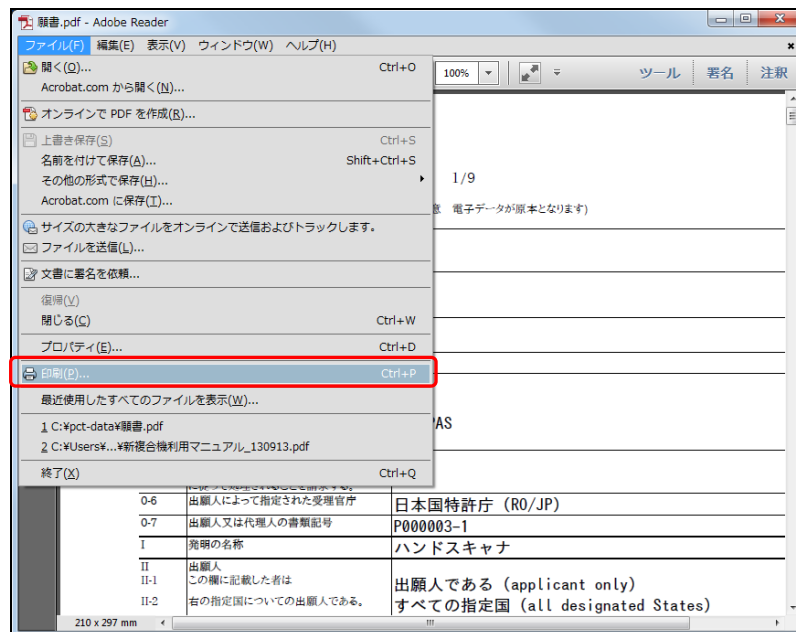 願書.pdf - Adobe Reader
ファイル(F) 編集(E) 表示(V) ウィンドウ(W) ヘルプ(H)
開く(O)... Ctrl+O
Acrobat.com から開く(N)...
オンラインで PDF を作成(R)...
上書き保存(S) Ctrl+S
名前を付けて保存(A)... Shift+Ctrl+S
その他の形式で保存(H)...
Acrobat.com に保存(T)...
サイズの大きなファイルをオンラインで送信およびトラックします。
ファイルを送信(L)...
文書に署名を依頼...
復帰(V)
閉じる(C) Ctrl+W
プロパティ(E)... Ctrl+D
印刷(P)... Ctrl+P
最近使用したすべてのファイルを表示(W)...
1 C:¥pct-data¥願書.pdf
2 C:¥Users¥...¥新複合機利用マニュアル_130913.pdf
終了(X) Ctrl+Q
100%
ツール 署名 注釈
1/9
意 電子データが原本となります)
PAS
に従って処理されることを請求する。
0-6 出願人によって指定された受理官庁 日本国特許庁 (RO/JP)
0-7 出願人又は代理人の書類記号 P000003-1
I 発明の名称 ハンドスキャナ
II 出願人
II-1 この欄に記載した者は 出願人である (applicant only)
II-2 右の指定国についての出願人である。 すべての指定国 (all designated States)
210 x 297 mm